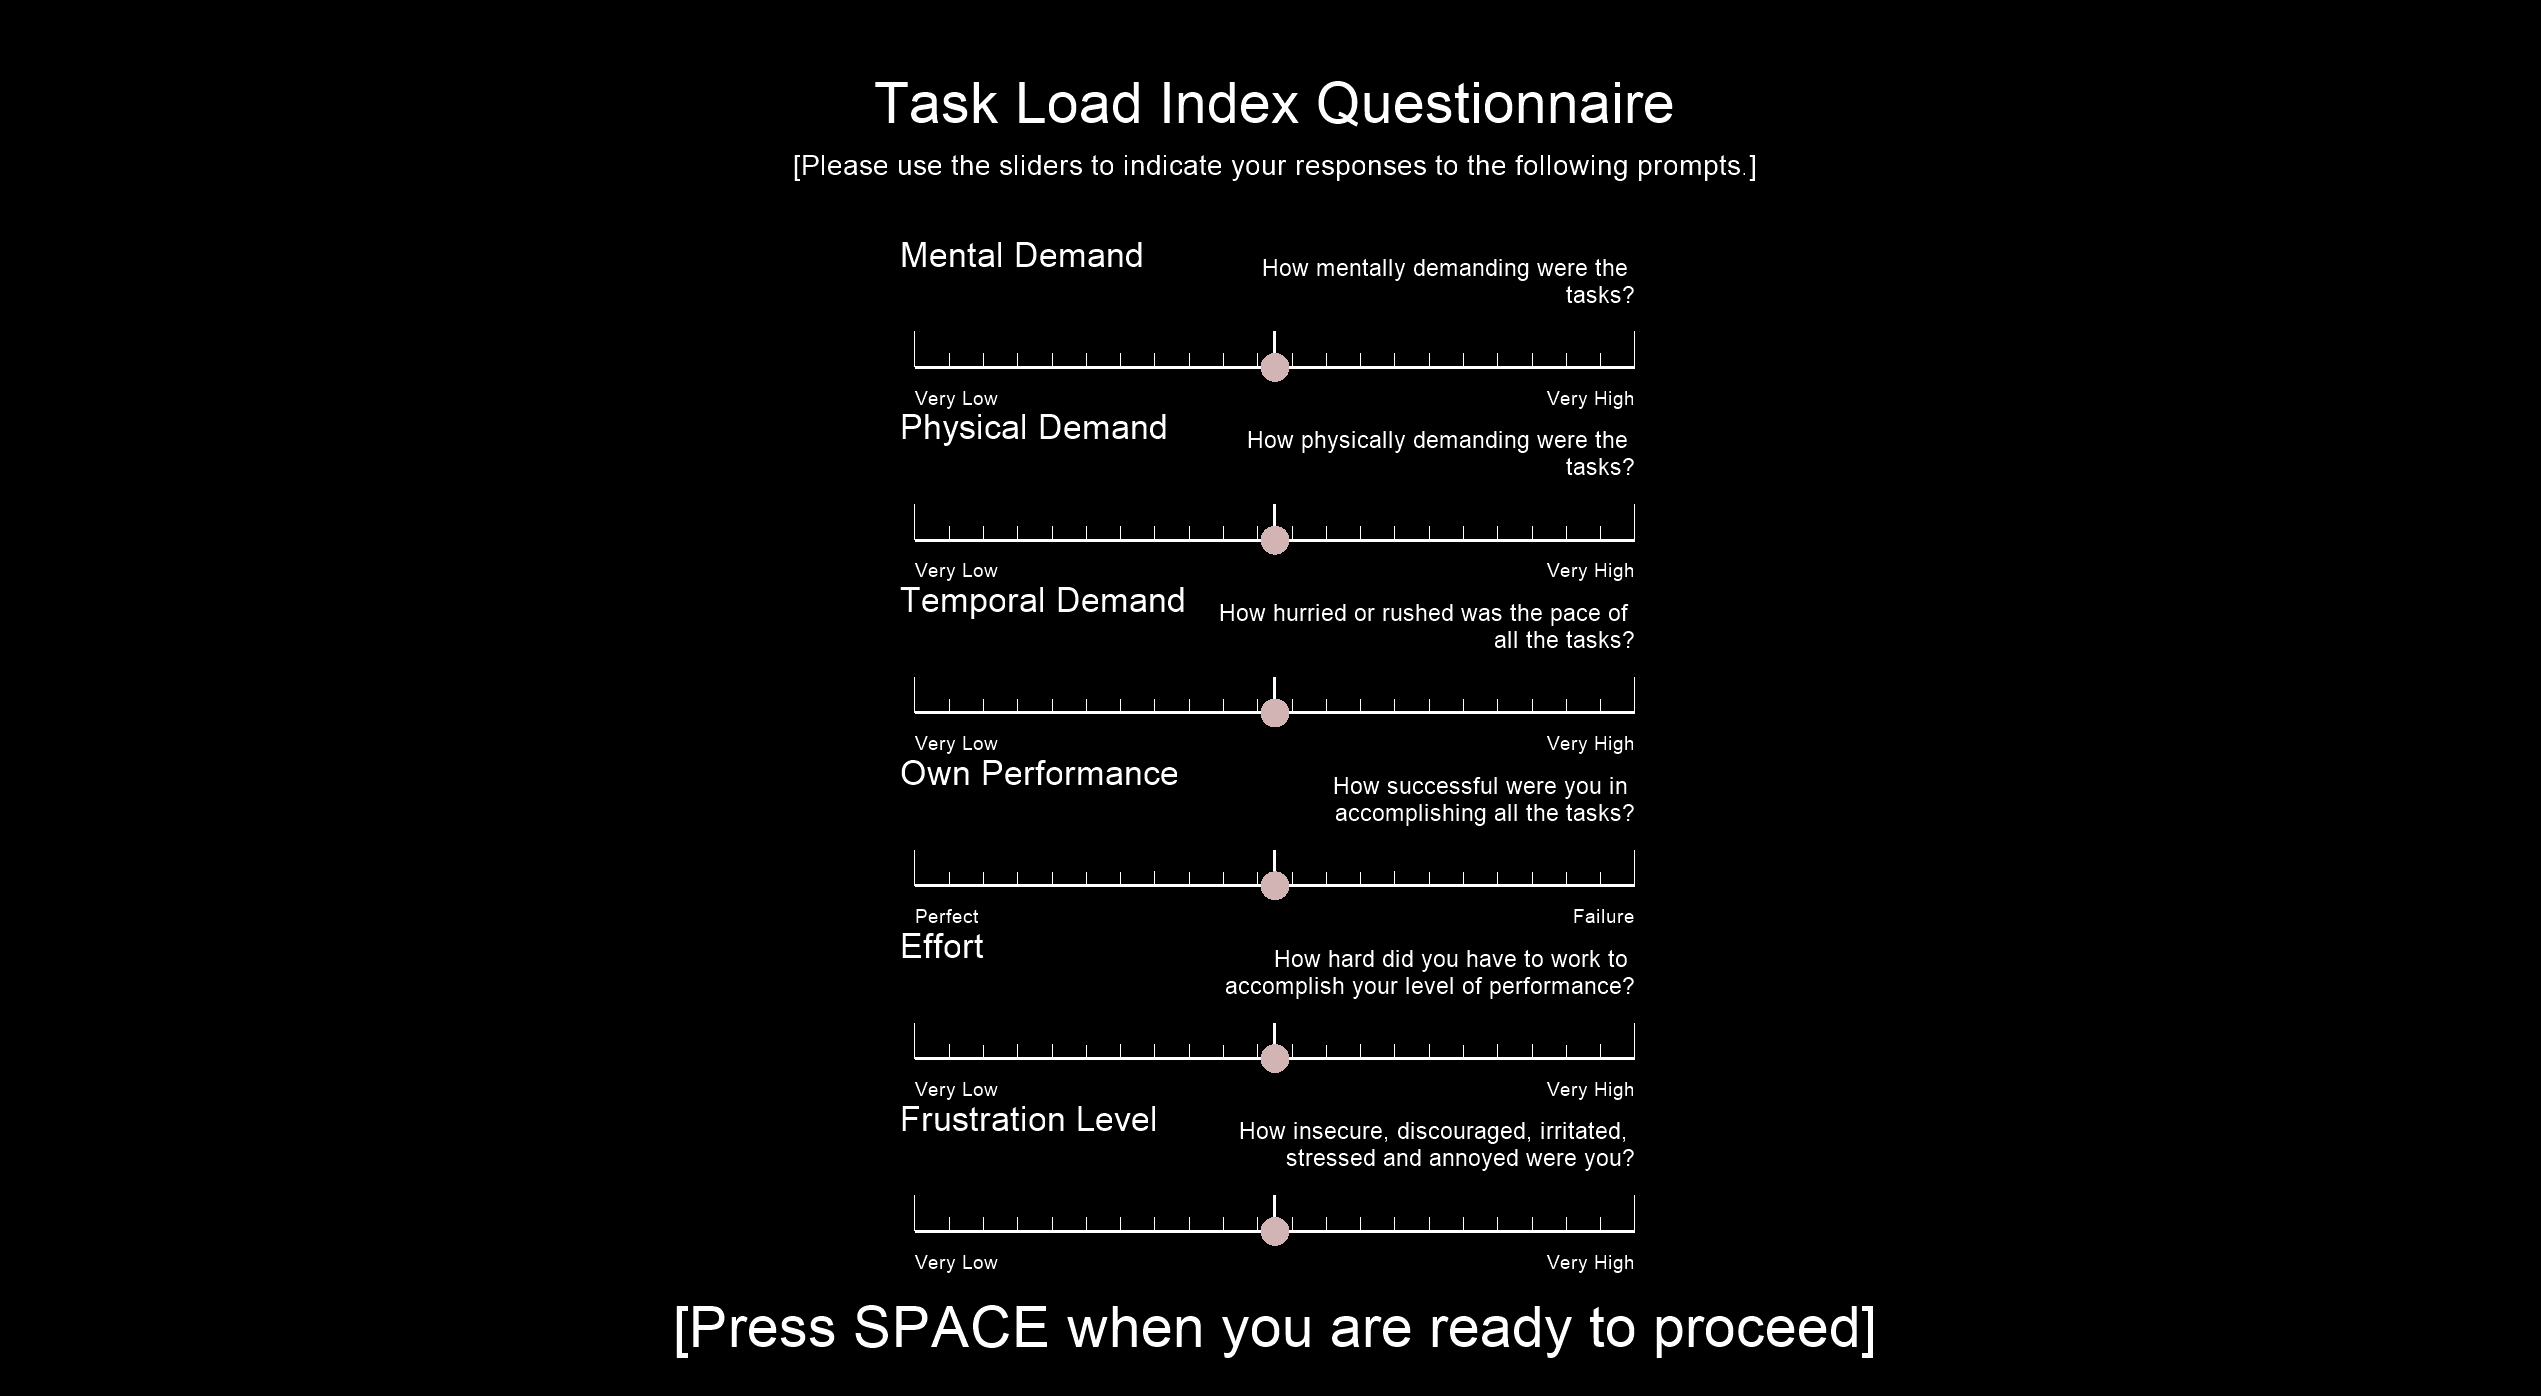 Task Load Index Questionnaire
[Please use the sliders to indicate your responses to the following prompts.]
Mental Demand
How mentally demanding were the
tasks?
Very Low
Very High
Physical Demand
How physically demanding were the
tasks?
Very Low
Very High
Temporal Demand
How hurried or rushed was the pace of
all the tasks?
Very Low
Very High
Own Performance
How successful were you in
accomplishing all the tasks?
Perfect
Failure
Effort
How hard did you have to work to
accomplish your level of performance?
Very Low
Very High
Frustration Level
How insecure, discouraged, irritated,
stressed and annoyed were you?
Very Low
Very High
[Press SPACE when you are ready to proceed]